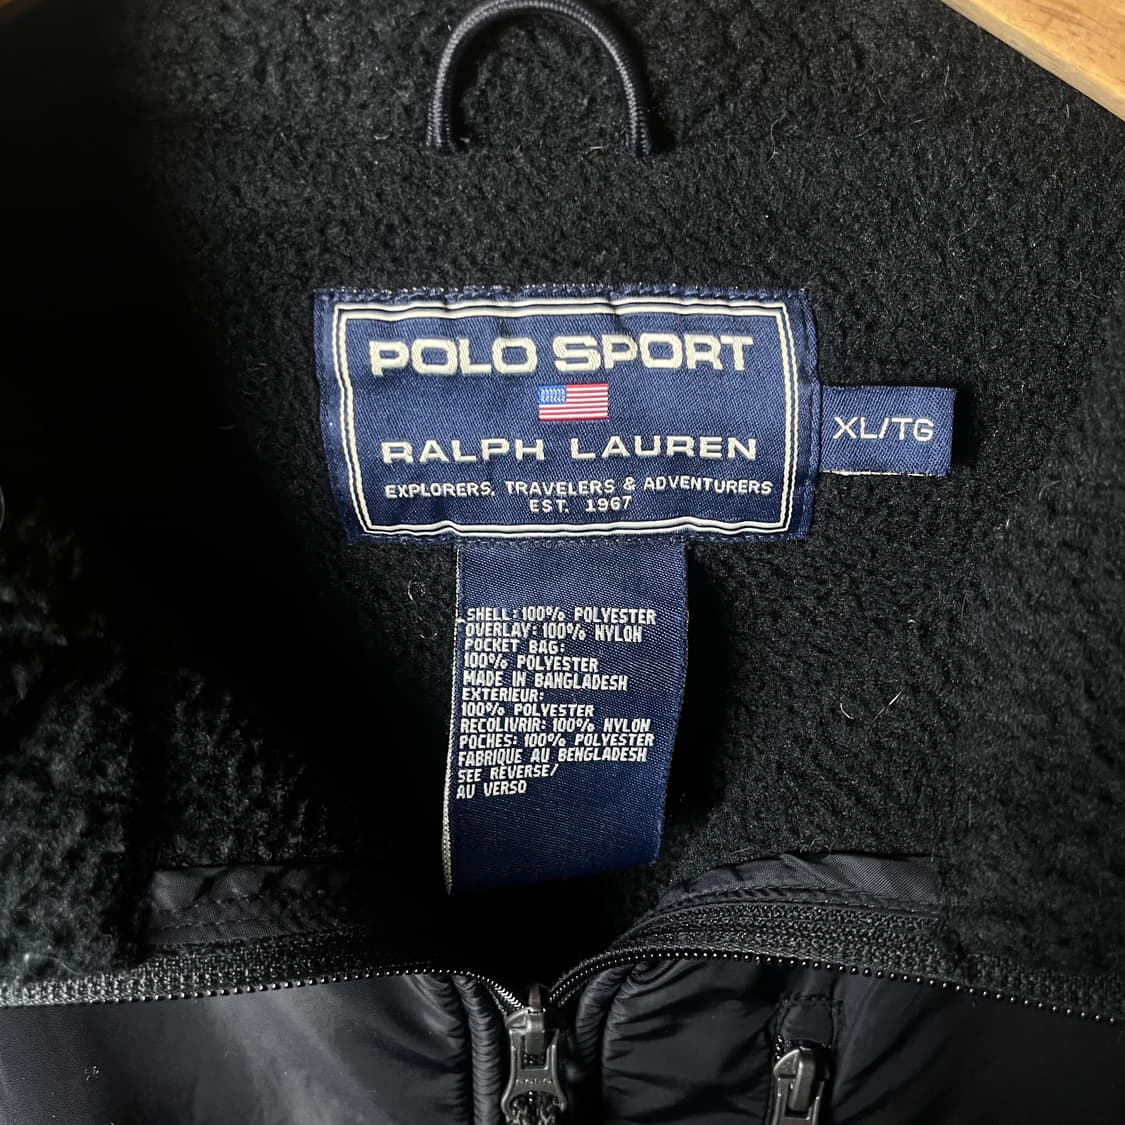 POLO SPORT
RALPH LAUREN
EXPLORERS, TRAVELERS & ADVENTURERS
EST. 1967
XL/TG
SHELL: 100% POLYESTER
OVERLAY: 100% NYLON
POCKET BAG:
100% POLYESTER
MADE IN BANGLADESH
EXTERIEUR:
100% POLYESTER
RECOLIVRIR: 100% NYLON
POCHES: 100% POLYESTER
FABRIQUE AU BENGLADESH
SEE REVERSE/
AU VERSO
POLO